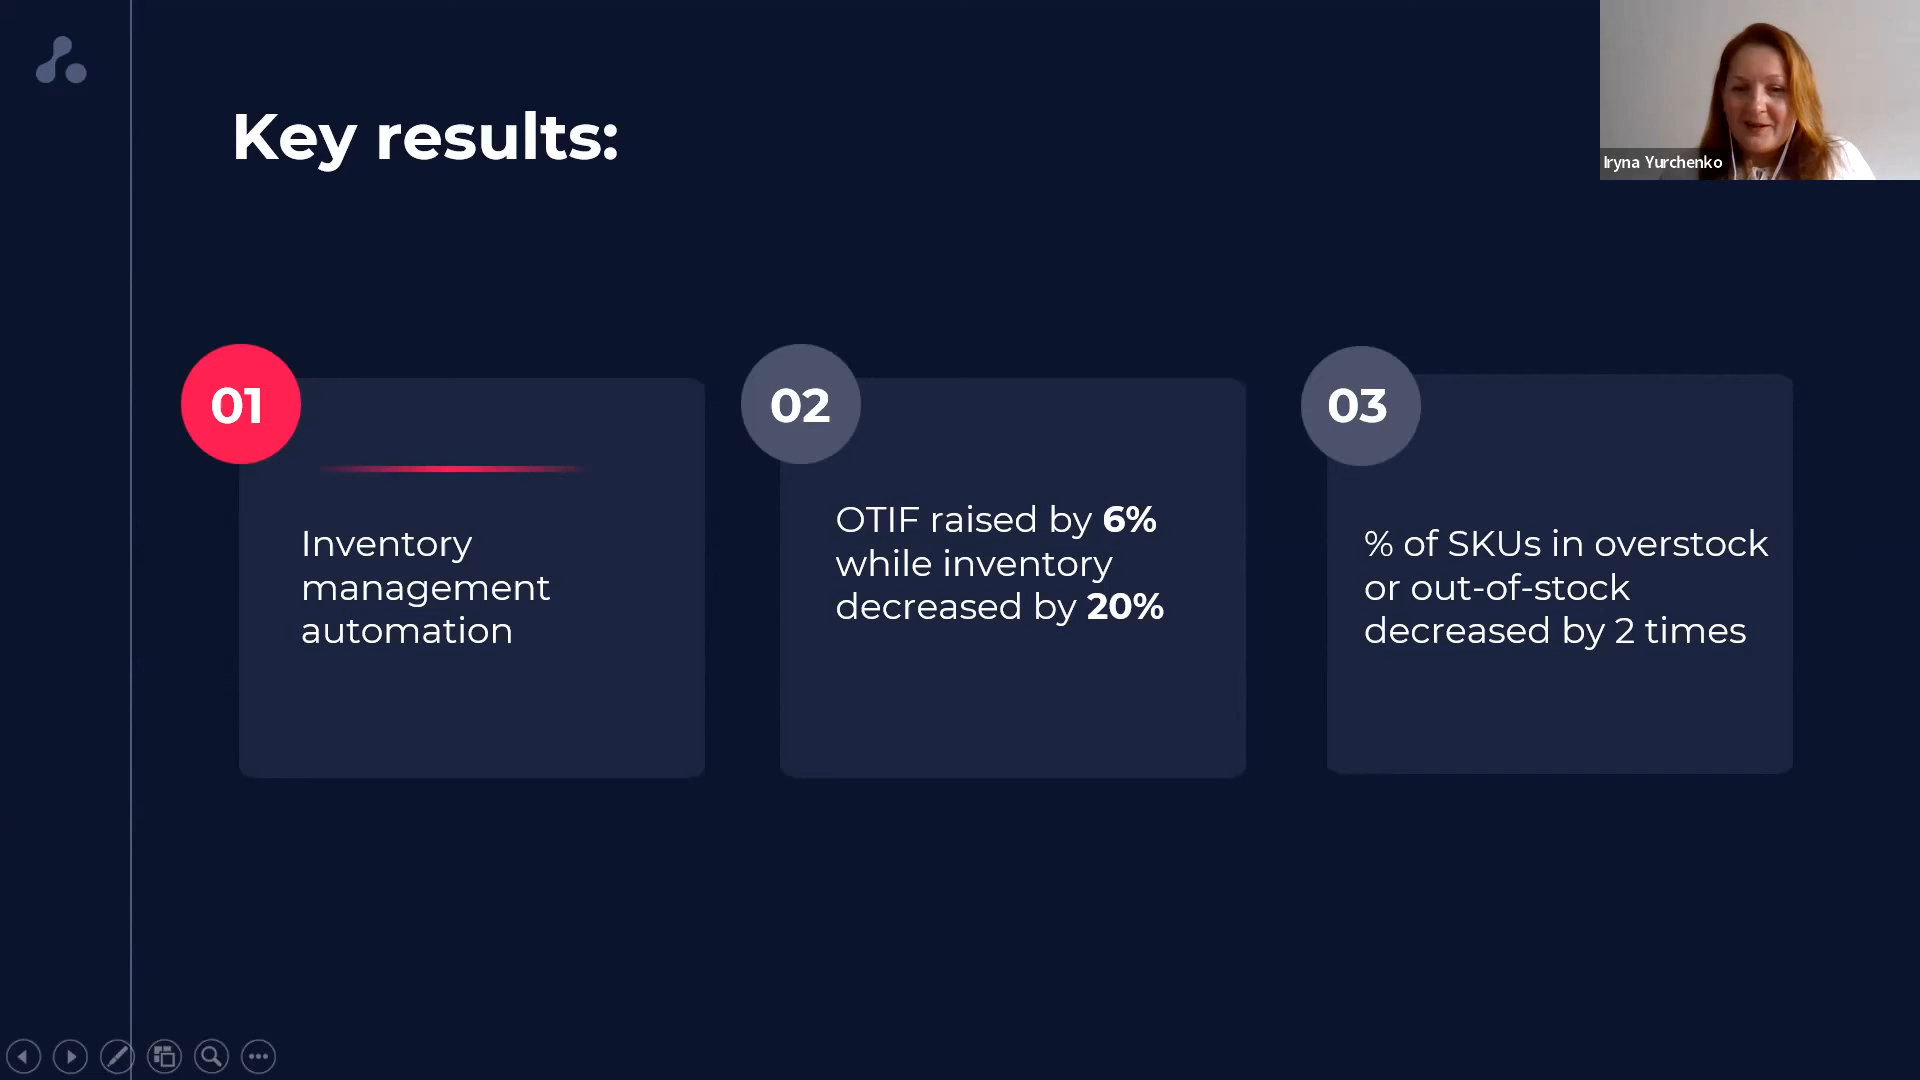 Key results:
Iryna Yurchenko
01
Inventory
management
automation
02
OTIF raised by 6%
while inventory
decreased by 20%
03
% of SKUs in overstock
or out-of-stock
decreased by 2 times